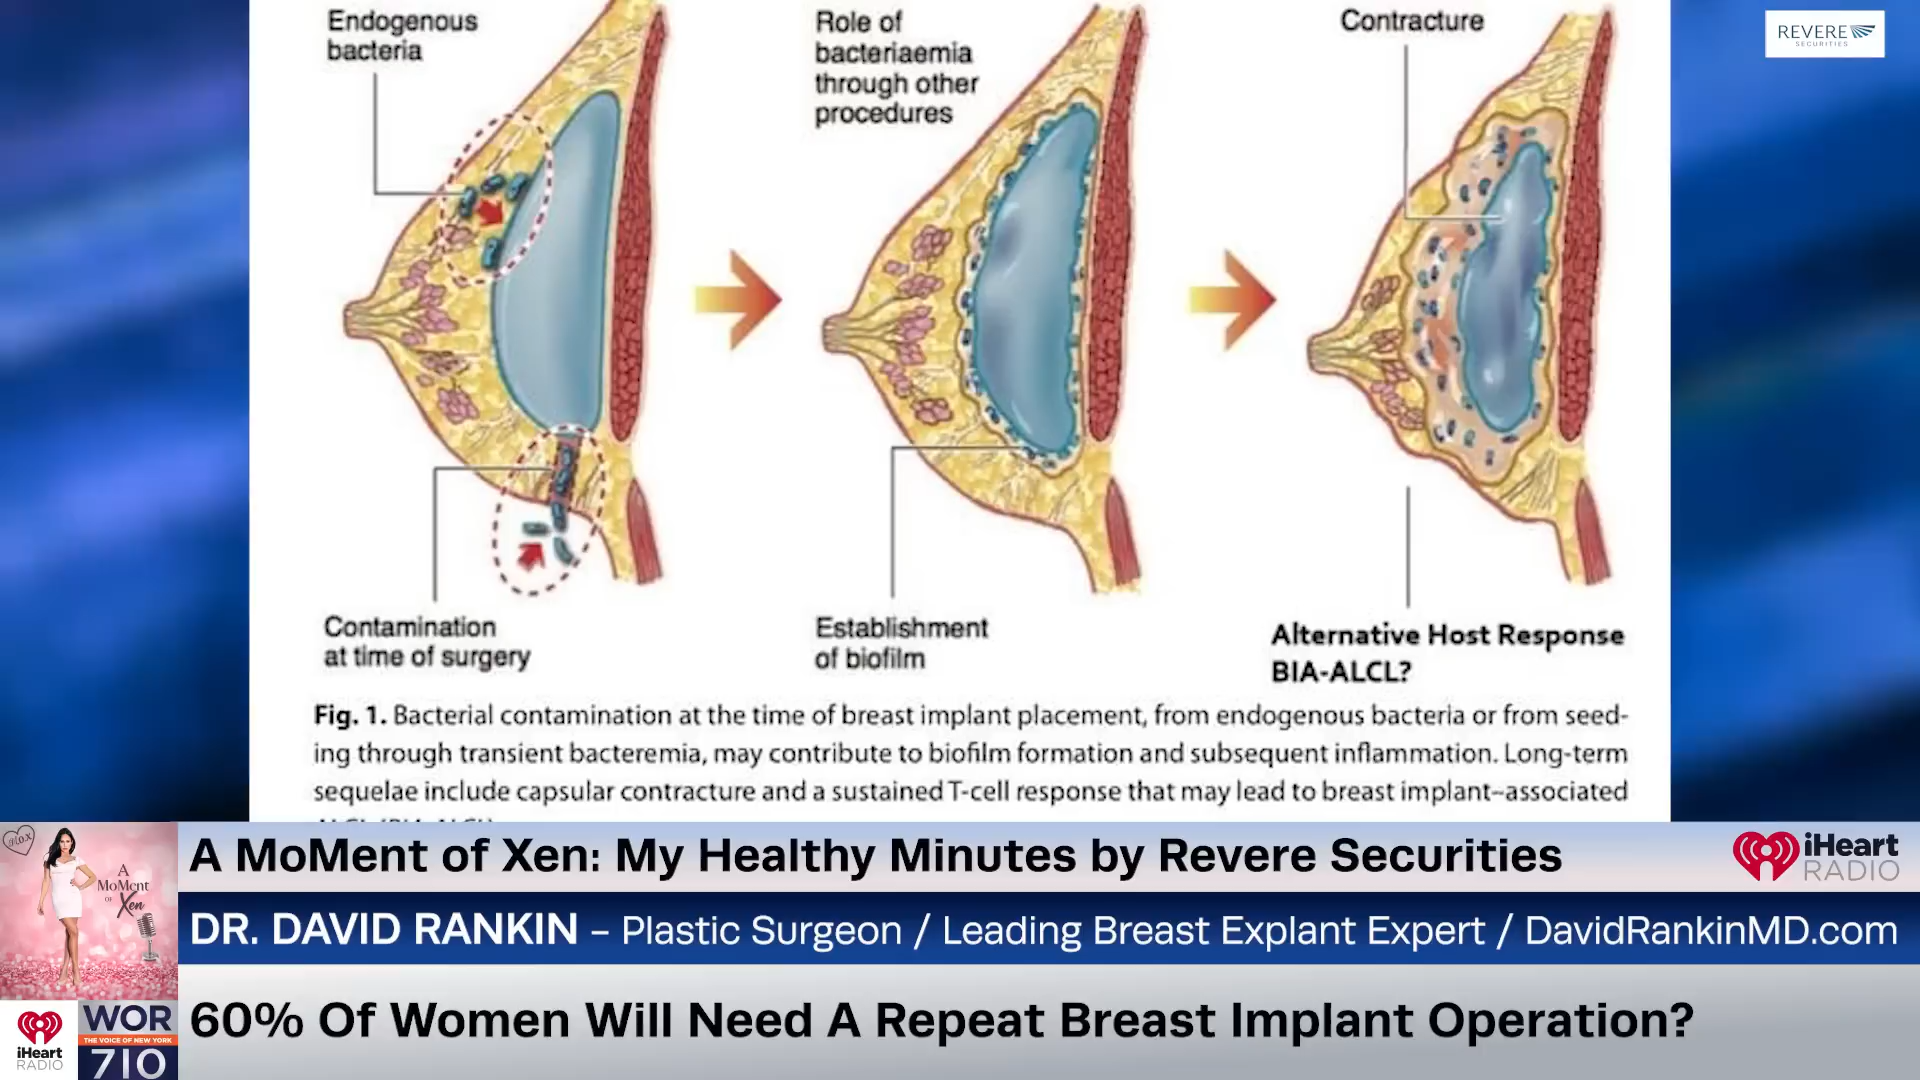 Endogenous
bacteria
Role of
bacteriaemia
through other
procedures
Contracture
REVERE
SECURITIES
Contamination
at time of surgery
Establishment
of biofilm
Alternative Host Response
BIA-ALCL?
Fig. 1. Bacterial contamination at the time of breast implant placement, from endogenous bacteria or from seed-
ing through transient bacteremia, may contribute to biofilm formation and subsequent inflammation. Long-term
sequelae include capsular contracture and a sustained T-cell response that may lead to breast implant–associated
A MoMent of Xen: My Healthy Minutes by Revere Securities
iHeart
RADIO
A
MoMent
OF
Xen
DR. DAVID RANKIN – Plastic Surgeon / Leading Breast Explant Expert / DavidRankinMD.com
iHeart
RADIO
WOR
THE VOICE OF NEW YORK
710
60% Of Women Will Need A Repeat Breast Implant Operation?